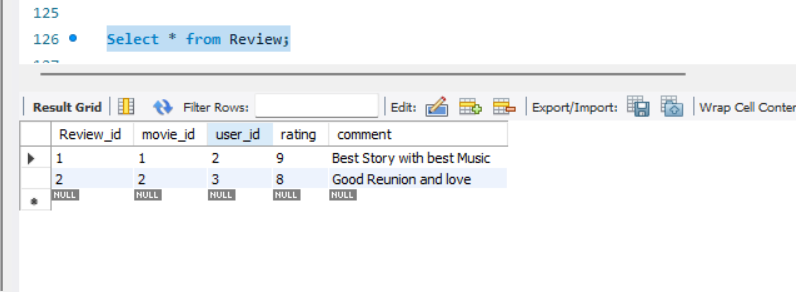 125
126 Select * from Review;
Result Grid Filter Rows: Edit: Export/Import: Wrap Cell Conten
Review_id movie_id user_id rating comment
1 1 2 9 Best Story with best Music
2 2 3 8 Good Reunion and love
NULL NULL NULL NULL NULL